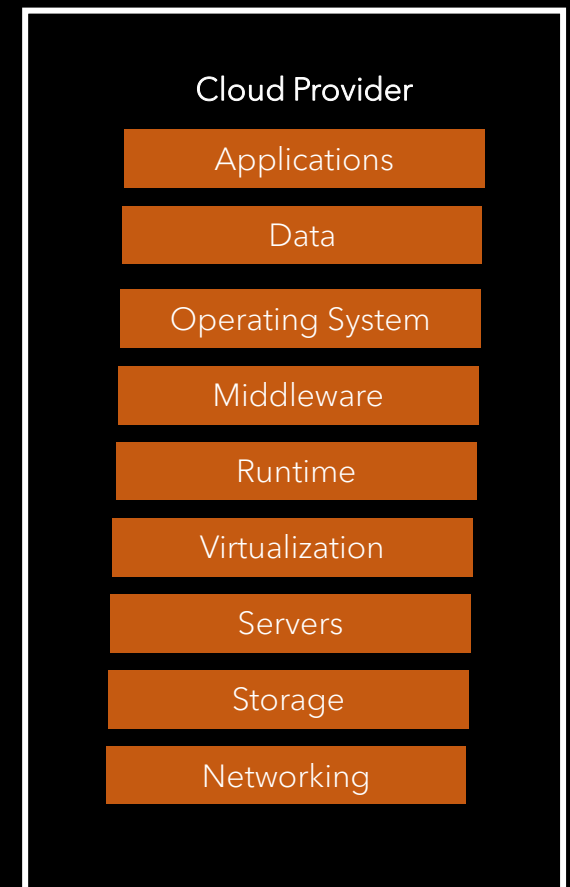 Cloud Provider
Applications
Data
Operating System
Middleware
Runtime
Virtualization
Servers
Storage
Networking